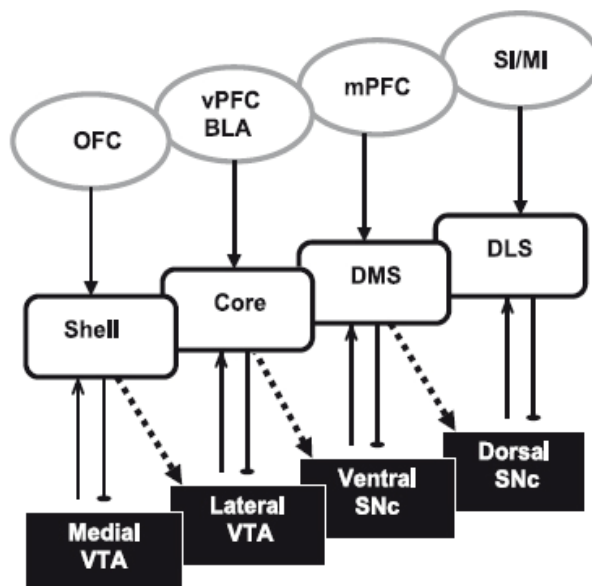 SI/MI
mPFC
vPFC
BLA
OFC
DLS
DMS
Core
Shell
Dorsal
SNc
Ventral
SNc
Lateral
VTA
Medial
VTA